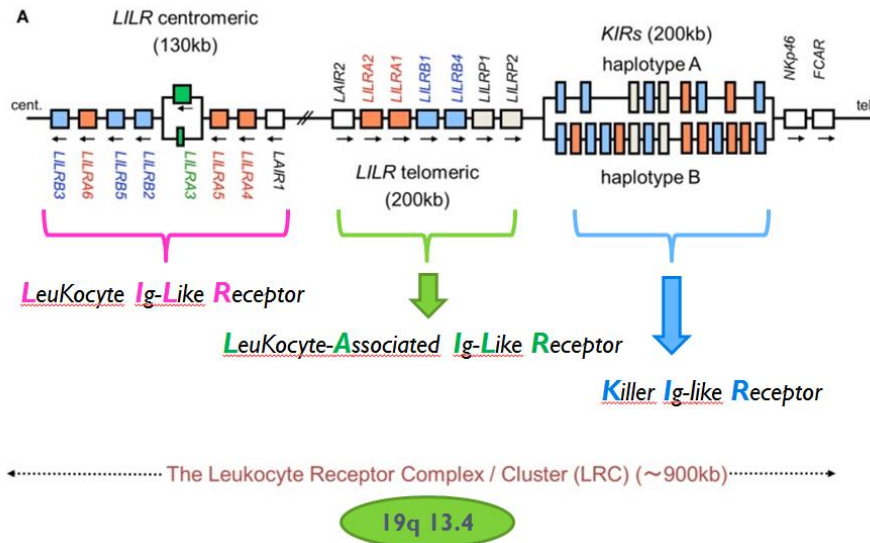 A
LILR centromeric
(130kb)
KIRs (200kb)
haplotype A
cent.
LILRB3
LILRA6
LILRB5
LILRB2
LILRA3
LILRA5
LILRA4
LAIR1
LAIR2
LILRA2
LILRA1
LILRB1
LILRB4
LILRP1
LILRP2
NKp46
FCAR
tel
LILR telomeric
(200kb)
haplotype B
LeuKocyte Ig-Like Receptor
LeuKocyte-Associated Ig-Like Receptor
Killer Ig-like Receptor
The Leukocyte Receptor Complex / Cluster (LRC) (~900kb)
19q 13.4